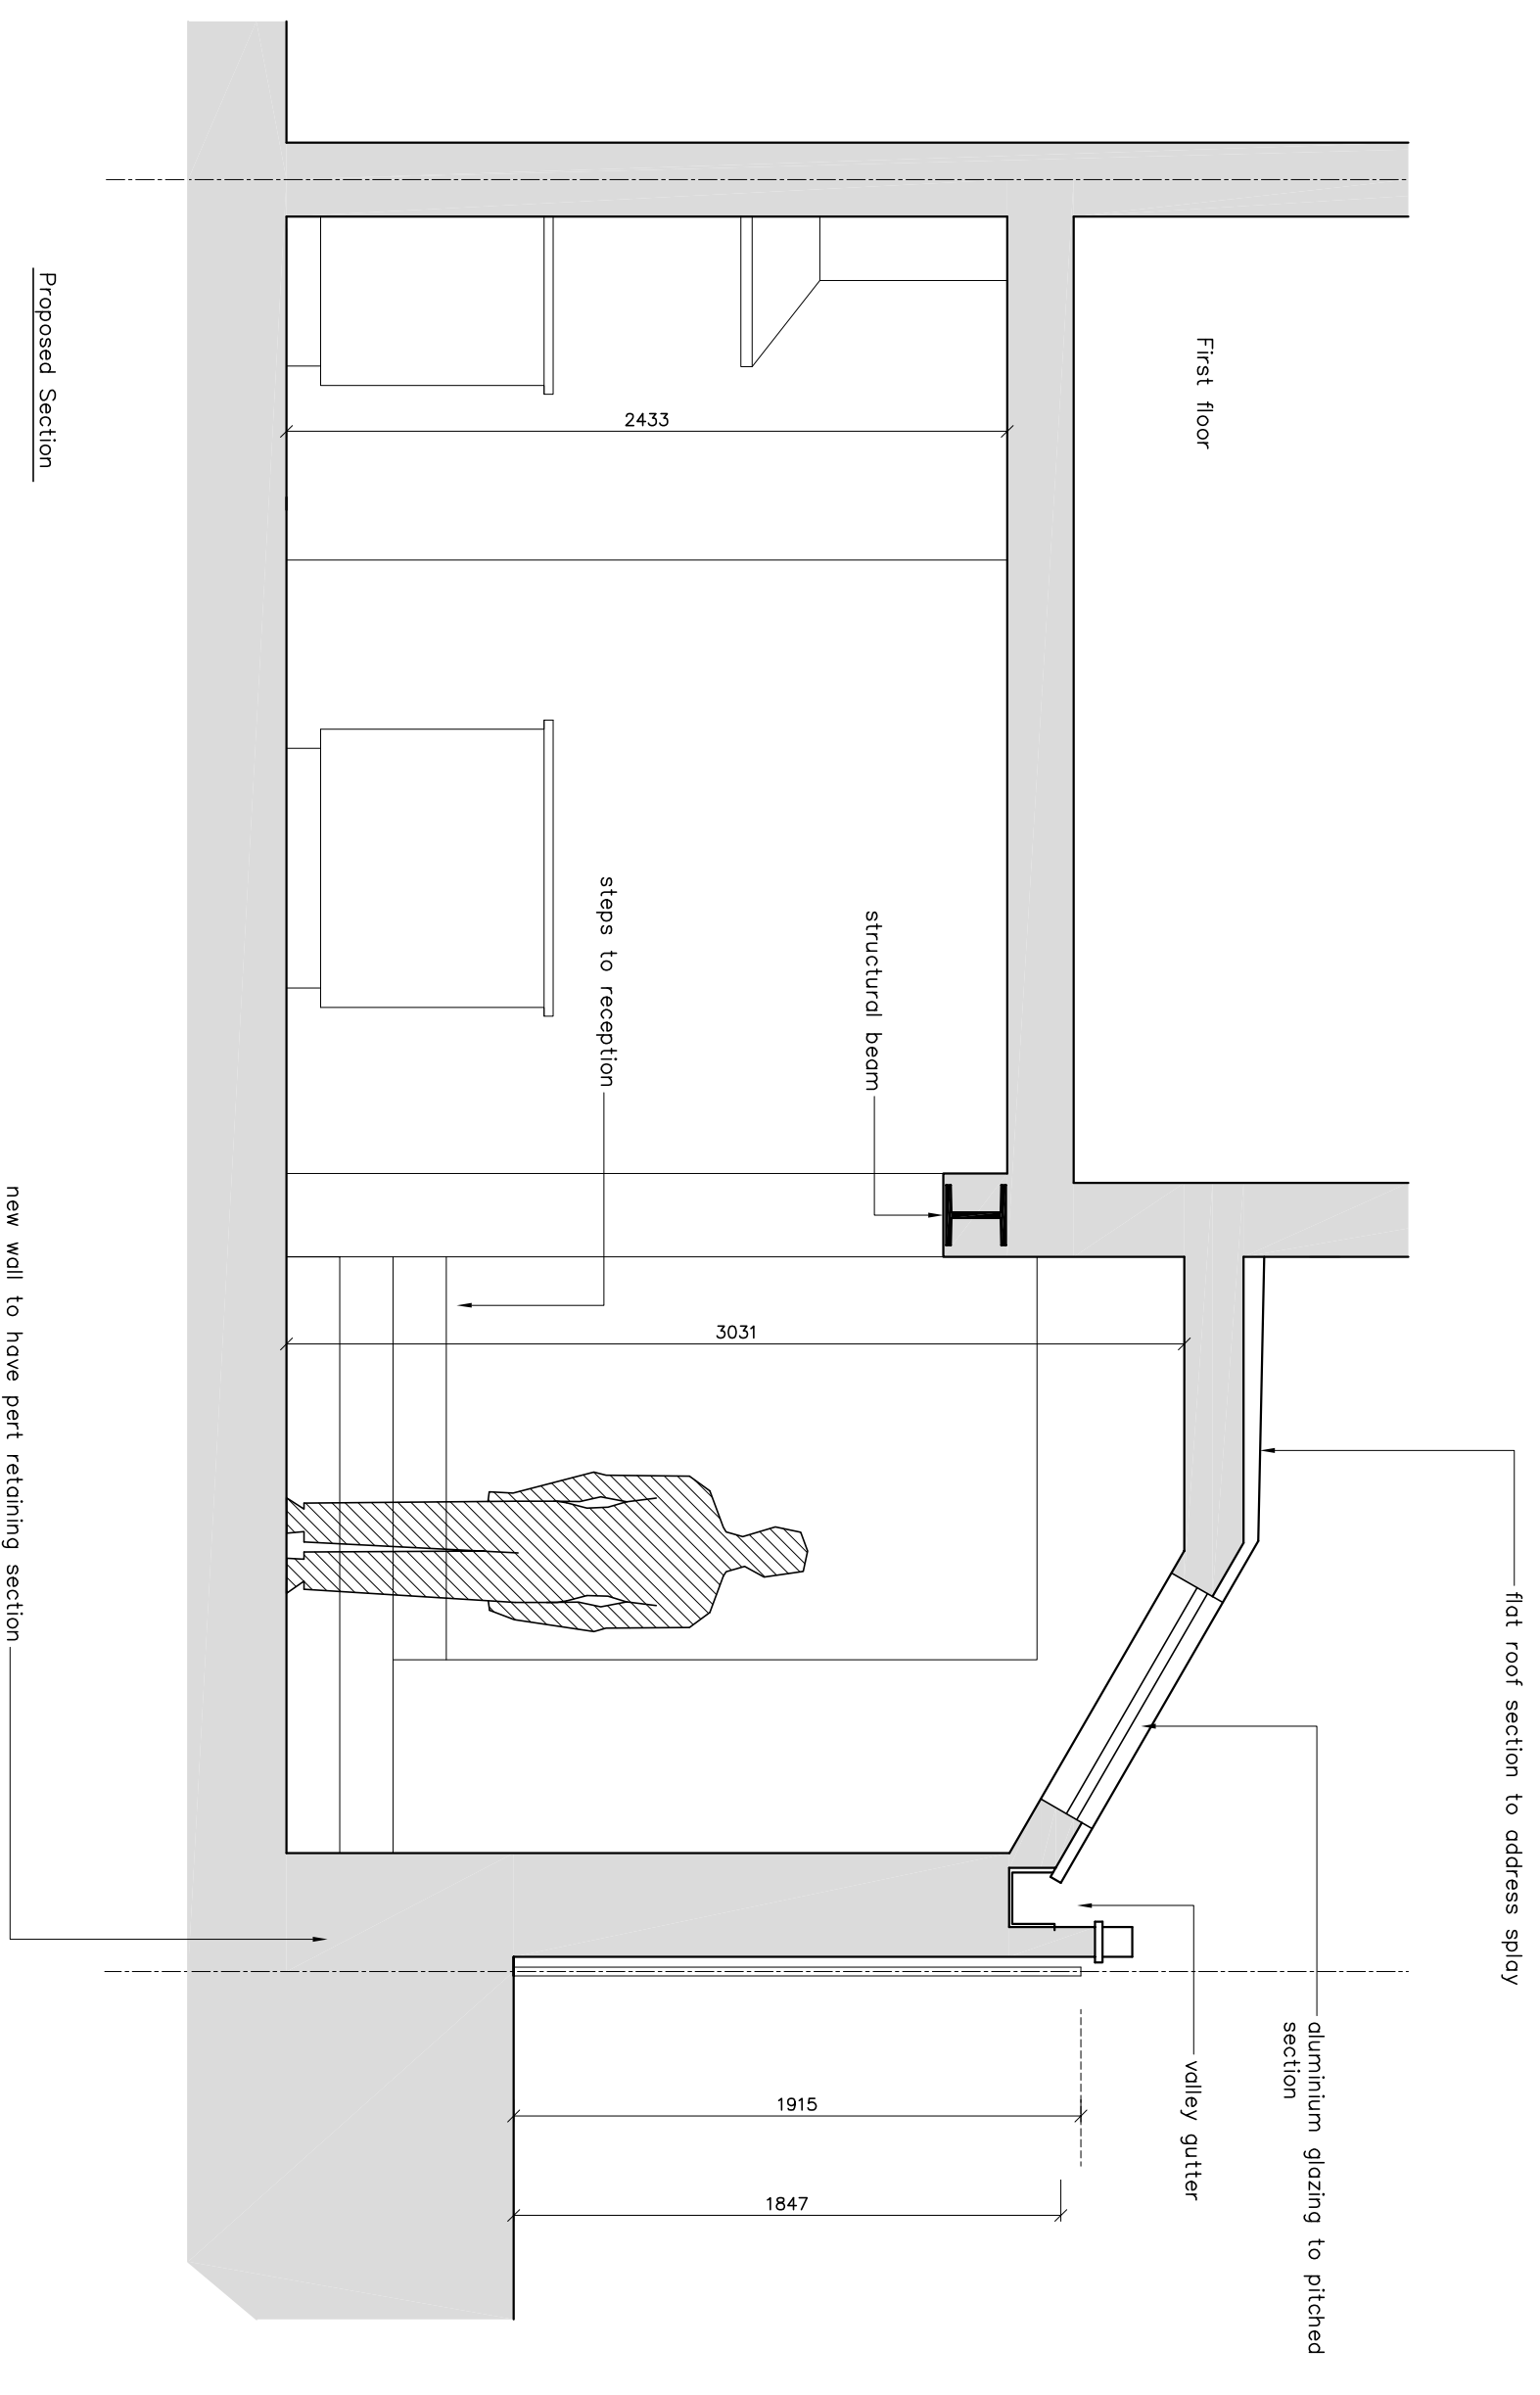 flat roof section to address splay
aluminium glazing to pitched
section
First floor
valley gutter
structural beam
steps to reception
2433
3031
1915
1847
Proposed Section
new wall to have pert retaining section